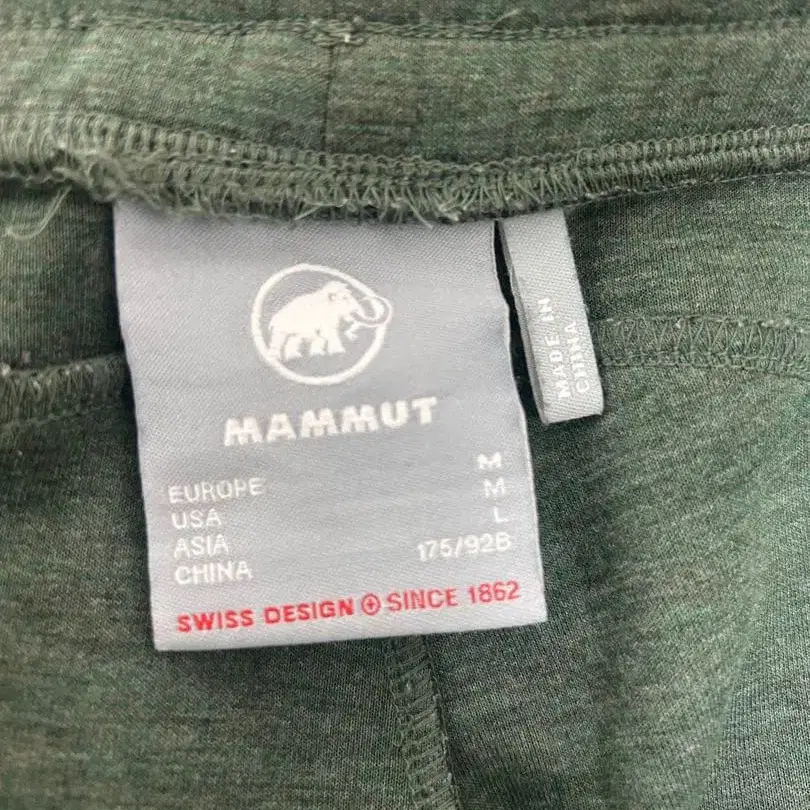 MAMMUT
EUROPE M
USA M
ASIA L
CHINA 175/92B
SWISS DESIGN SINCE 1862
MADE IN
CHINA